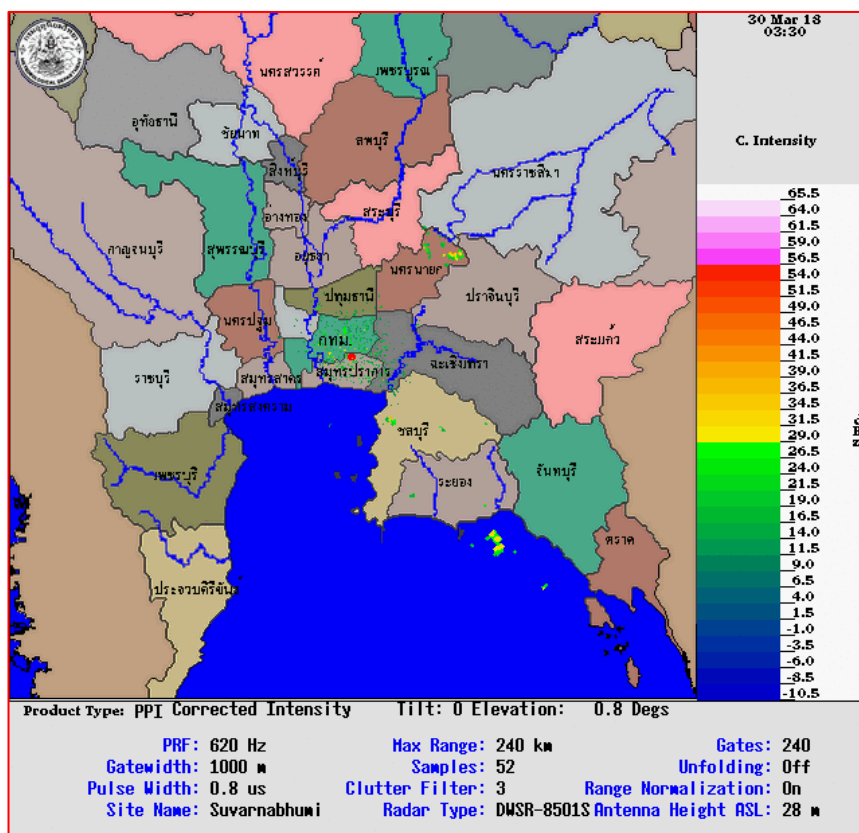 30 Mar 18
03:30
C. Intensity
นครสวรรค์
เพชรบูรณ์
อุทัยธานี
ชัยนาท
ลพบุรี
สิงห์บุรี
นครราชสีมา
อ่างทอง
สระบุรี
กาญจนบุรี
สุพรรณบุรี
อยุธยา
นครนายก
ปราจีนบุรี
ปทุมธานี
นครปฐม
กทม.
สระแก้ว
ราชบุรี
สมุทรสาคร
สมุทรปราการ
ฉะเชิงเทรา
สมุทรสงคราม
ชลบุรี
เพชรบุรี
ระยอง
จันทบุรี
ตราด
ประจวบคีรีขันธ์
65.5
64.0
61.5
59.0
56.5
54.0
51.5
49.0
46.5
44.0
41.5
39.0
36.5
34.0
31.5
29.0
26.5
24.0
21.5
19.0
16.5
14.0
11.5
9.0
6.5
4.0
1.5
-1.0
-3.5
-6.0
-8.5
-10.5
Product Type: PPI Corrected Intensity Tilt: 0 Elevation: 0.8 Degs
PRF: 620 Hz Max Range: 240 km Gates: 240
Gatewidth: 1000 m Samples: 52 Unfolding: Off
Pulse Width: 0.8 us Clutter Filter: 3 Range Normalization: On
Site Name: Suvarnabhumi Radar Type: DWSR-8501S Antenna Height ASL: 28 m